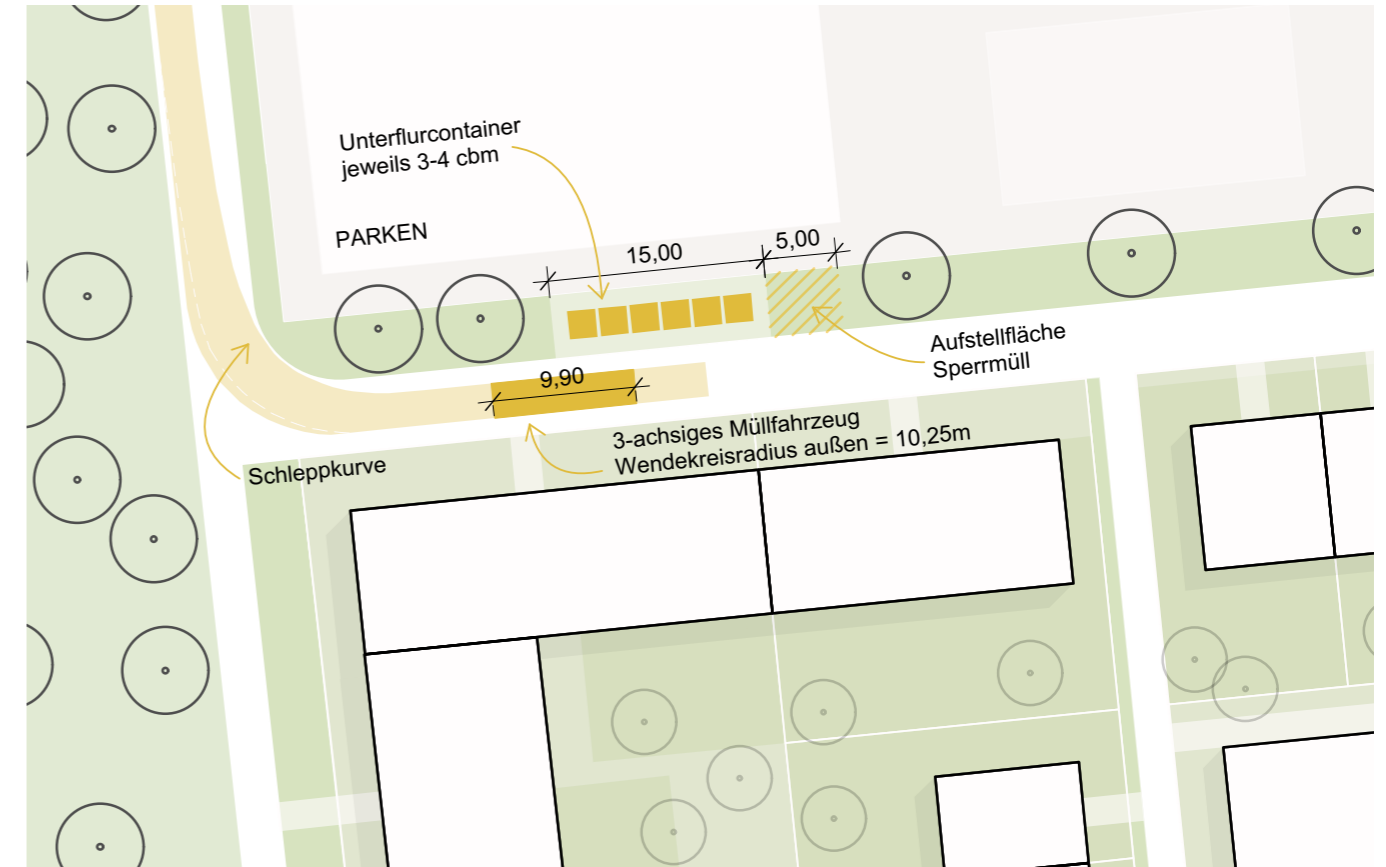 Unterflurcontainer
jeweils 3-4 cbm
PARKEN
15,00
5,00
Aufstellfläche
Sperrmüll
9,90
3-achsiges Müllfahrzeug
Wendekreisradius außen = 10,25m
Schleppkurve